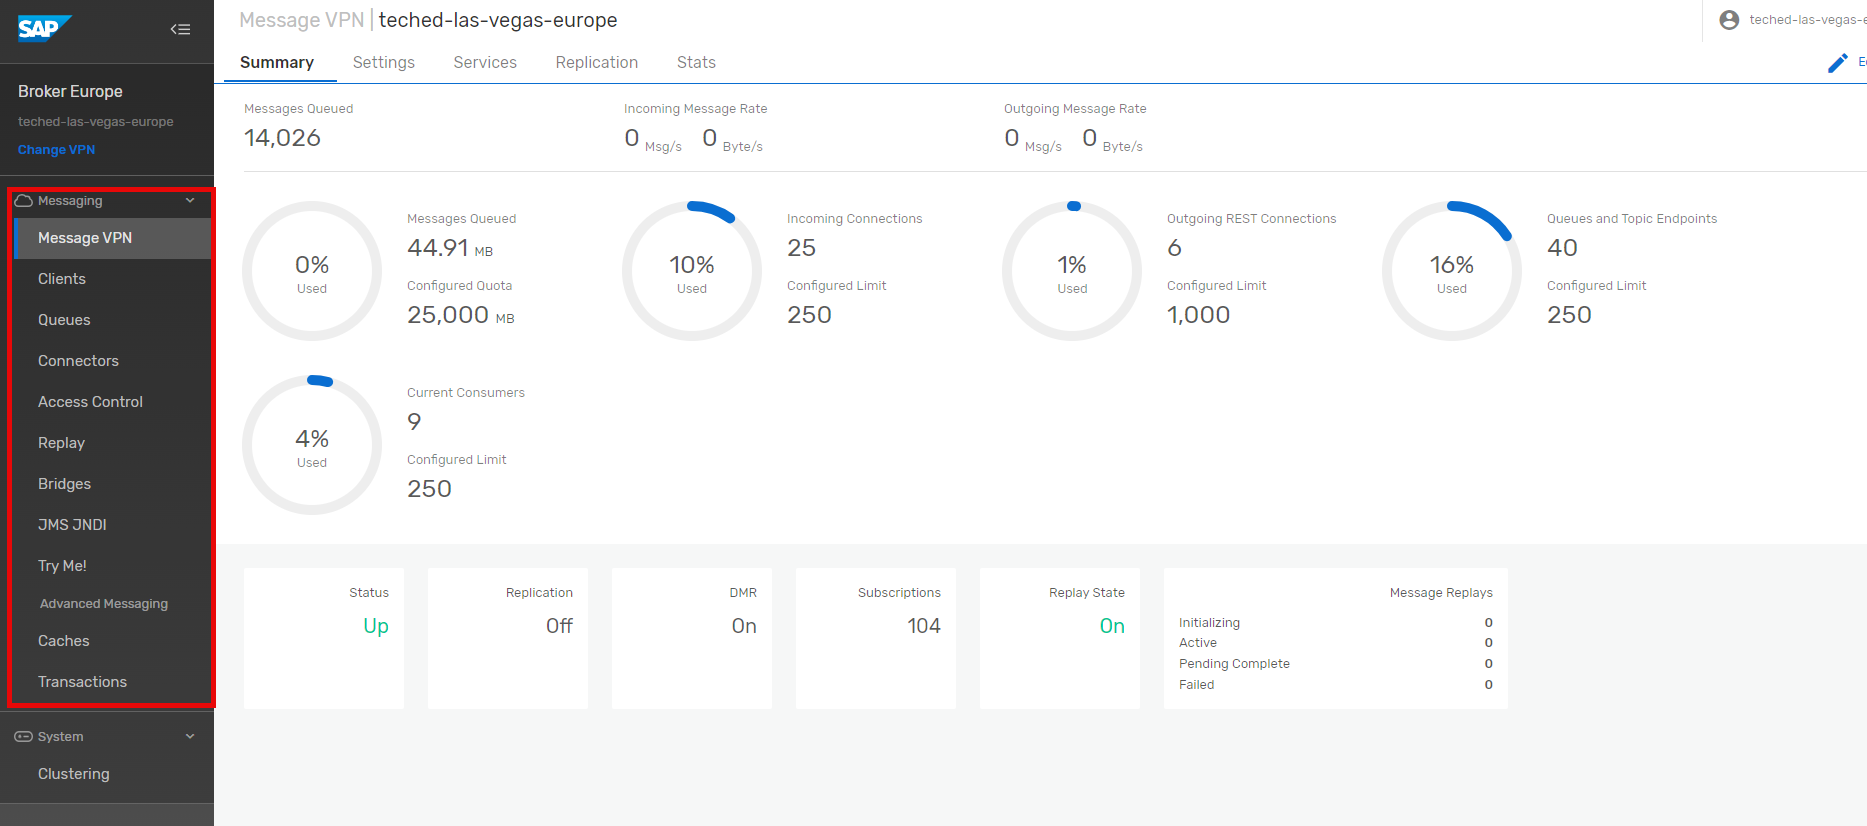 SAP
Broker Europe
teched-las-vegas-europe
Change VPN
Messaging
Message VPN
Clients
Queues
Connectors
Access Control
Replay
Bridges
JMS JNDI
Try Me!
Advanced Messaging
Caches
Transactions
System
Clustering
Message VPN | teched-las-vegas-europe
teched-las-vegas-e
Summary Settings Services Replication Stats
Messages Queued
14,026
Incoming Message Rate
0 Msg/s 0 Byte/s
Outgoing Message Rate
0 Msg/s 0 Byte/s
0%
Used
Messages Queued
44.91 MB
Configured Quota
25,000 MB
10%
Used
Incoming Connections
25
Configured Limit
250
1%
Used
Outgoing REST Connections
6
Configured Limit
1,000
16%
Used
Queues and Topic Endpoints
40
Configured Limit
250
4%
Used
Current Consumers
9
Configured Limit
250
Status
Up
Replication
Off
DMR
On
Subscriptions
104
Replay State
On
Message Replays
Initializing 0
Active 0
Pending Complete 0
Failed 0